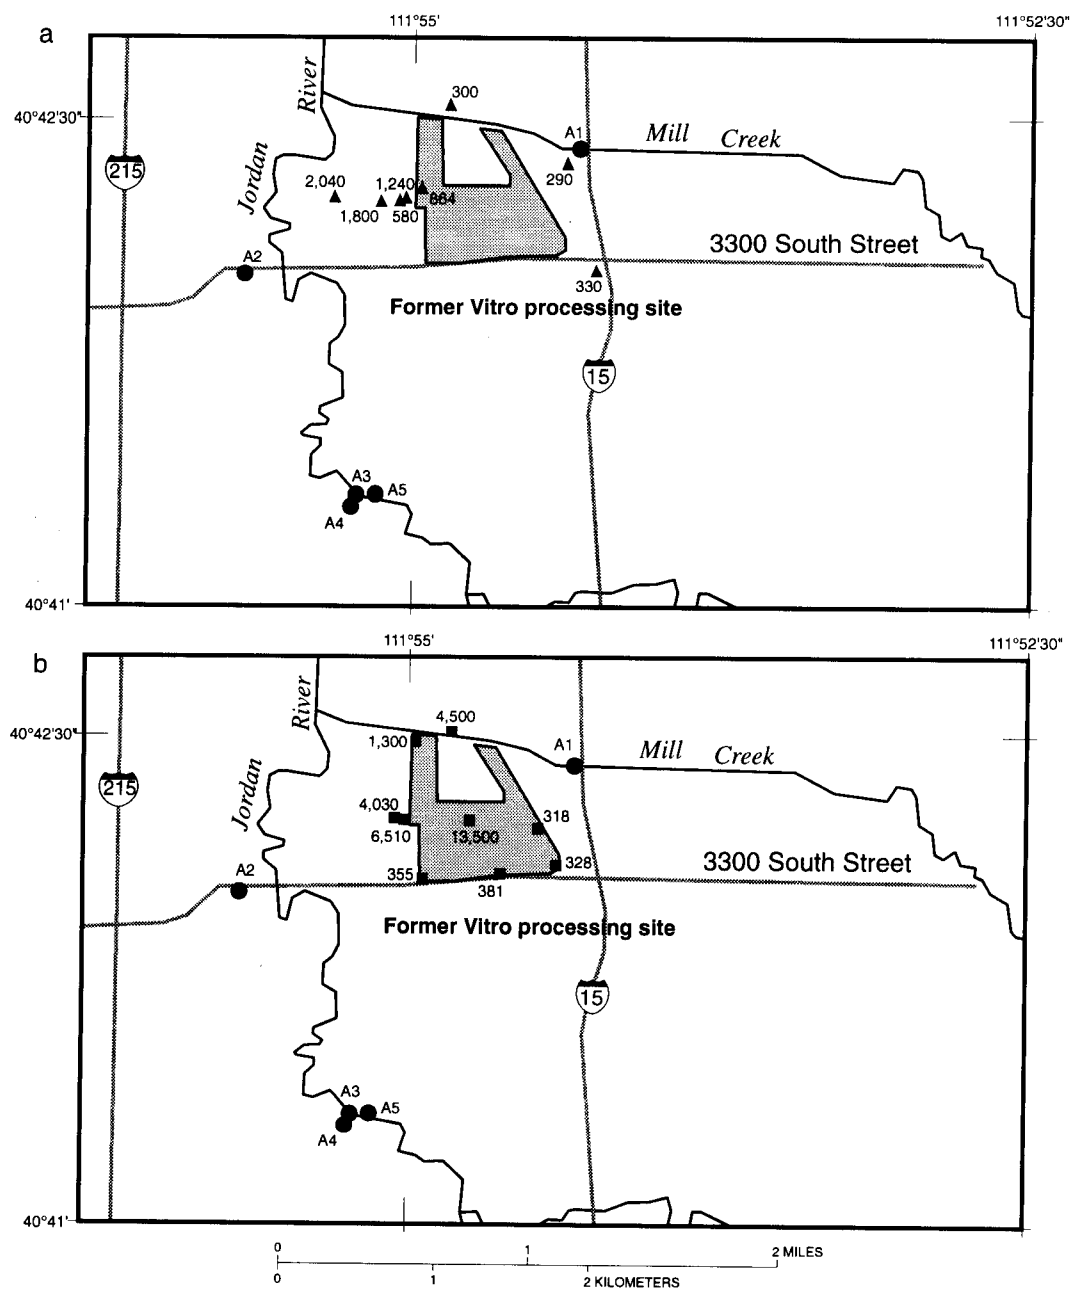 a
111°55'
111°52'30"
River
300
40°42'30"
A1
Mill Creek
215
Jordan
2,040
1,240
664
290
1,800
580
3300 South Street
A2
330
Former Vitro processing site
15
A3
A5
A4
40°41'
b
111°55'
111°52'30"
River
4,500
40°42'30"
1,300
A1
Mill Creek
215
Jordan
4,030
318
6,510
13,500
3300 South Street
A2
355
328
381
Former Vitro processing site
15
A3
A5
A4
40°41'
0 1 2 MILES
0 1 2 KILOMETERS